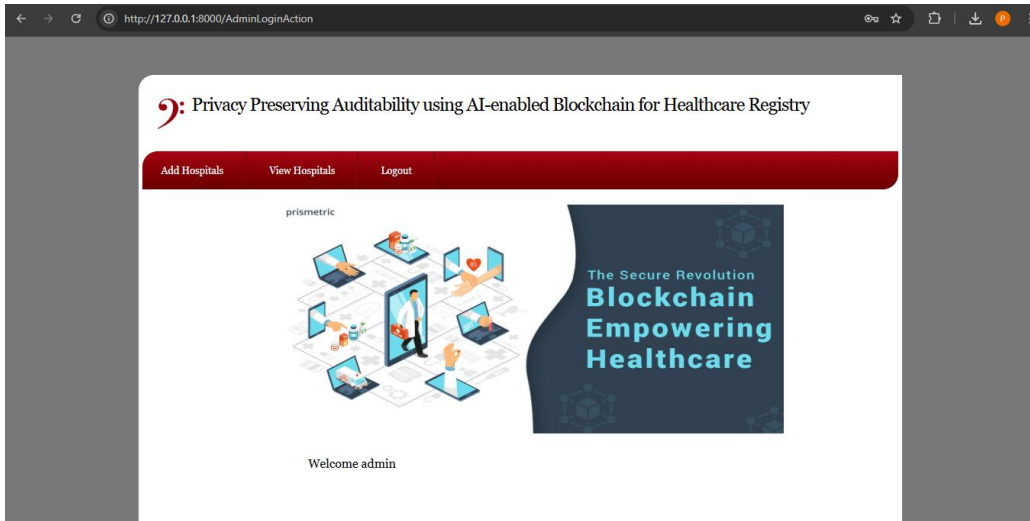 http://127.0.0.1:8000/AdminLoginAction
P
Privacy Preserving Auditability using AI-enabled Blockchain for Healthcare Registry
Add Hospitals View Hospitals Logout
prismetric
The Secure Revolution
Blockchain
Empowering
Healthcare
Welcome admin